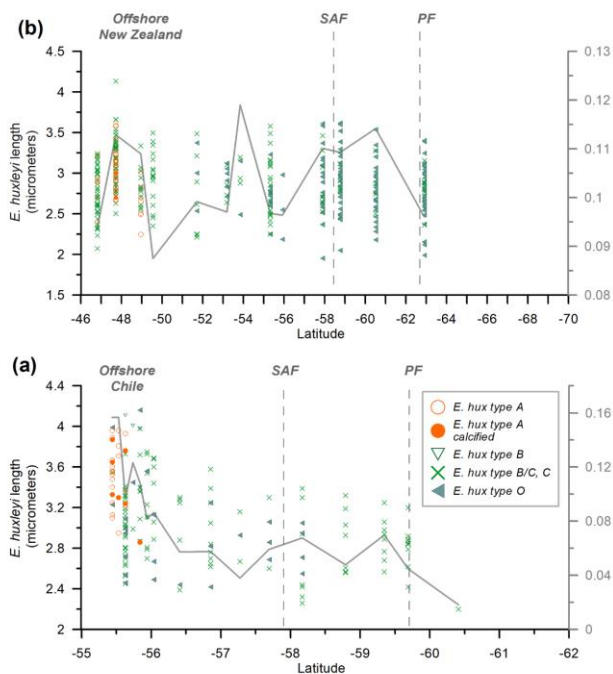 (b)
Offshore
New Zealand
SAF
PF
4.5
4
3.5
3
2.5
2
1.5
E. huxleyi length
(micrometers)
0.13
0.12
0.11
0.1
0.09
0.08
-46 -48 -50 -52 -54 -56 -58 -60 -62 -64 -66 -68 -70
Latitude
(a)
Offshore
Chile
SAF
PF
4.4
4
3.6
3.2
2.8
2.4
2
E. huxleyi length
(micrometers)
0.16
0.12
0.08
0.04
0
E. hux type A
E. hux type A
calcified
E. hux type B
E. hux type B/C, C
E. hux type O
-55 -56 -57 -58 -59 -60 -61 -62
Latitude